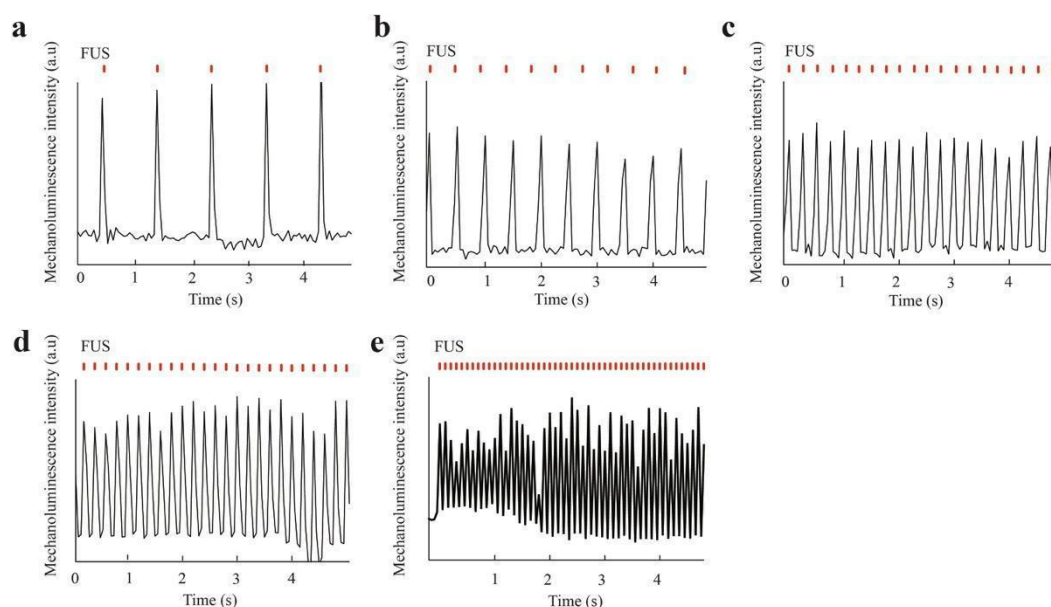 a
FUS
Mechanoluminescence intensity (a.u)
0 1 2 3 4
Time (s)
b
FUS
Mechanoluminescence intensity (a.u)
0 1 2 3 4
Time (s)
c
FUS
Mechanoluminescence intensity (a.u)
0 1 2 3 4
Time (s)
d
FUS
Mechanoluminescence intensity (a.u)
0 1 2 3 4
Time (s)
e
FUS
Mechanoluminescence intensity (a.u)
1 2 3 4
Time (s)